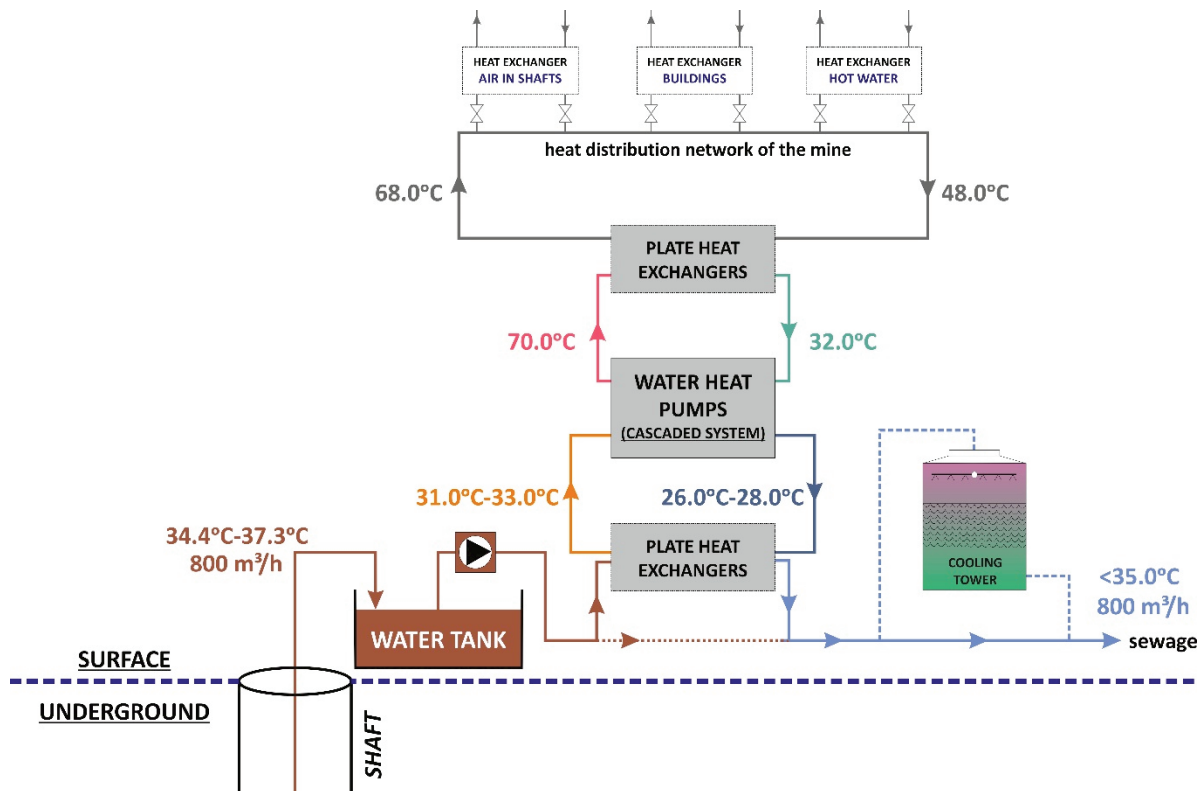 HEAT EXCHANGER
AIR IN SHAFTS
HEAT EXCHANGER
BUILDINGS
HEAT EXCHANGER
HOT WATER
heat distribution network of the mine
68.0°C
48.0°C
PLATE HEAT
EXCHANGERS
70.0°C
32.0°C
WATER HEAT
PUMPS
(CASCADED SYSTEM)
31.0°C-33.0°C
26.0°C-28.0°C
34.4°C-37.3°C
800 m³/h
PLATE HEAT
EXCHANGERS
COOLING
TOWER
<35.0°C
800 m³/h
WATER TANK
sewage
SURFACE
UNDERGROUND
SHAFT